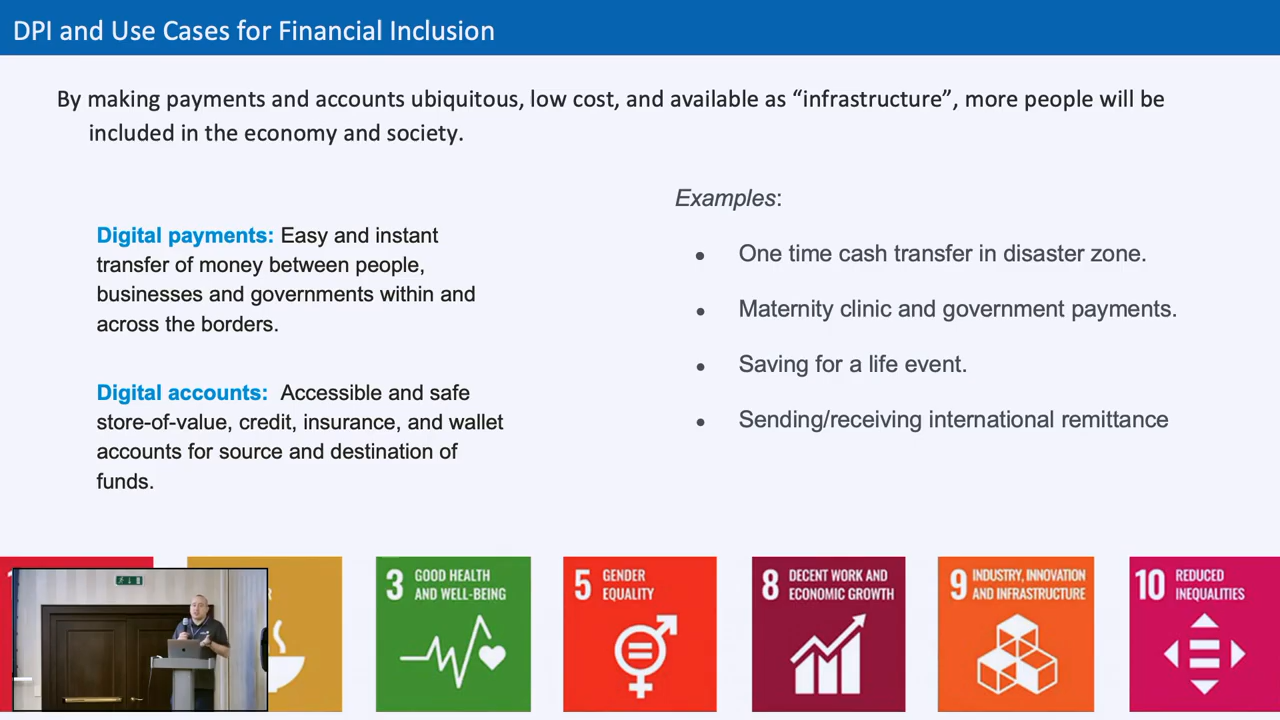 DPI and Use Cases for Financial Inclusion
By making payments and accounts ubiquitous, low cost, and available as “infrastructure”, more people will be
included in the economy and society.
Digital payments: Easy and instant
transfer of money between people,
businesses and governments within and
across the borders.
Digital accounts: Accessible and safe
store-of-value, credit, insurance, and wallet
accounts for source and destination of
funds.
Examples:
● One time cash transfer in disaster zone.
● Maternity clinic and government payments.
● Saving for a life event.
● Sending/receiving international remittance
3 GOOD HEALTH
AND WELL-BEING
5 GENDER
EQUALITY
8 DECENT WORK AND
ECONOMIC GROWTH
9 INDUSTRY, INNOVATION
AND INFRASTRUCTURE
10 REDUCED
INEQUALITIES